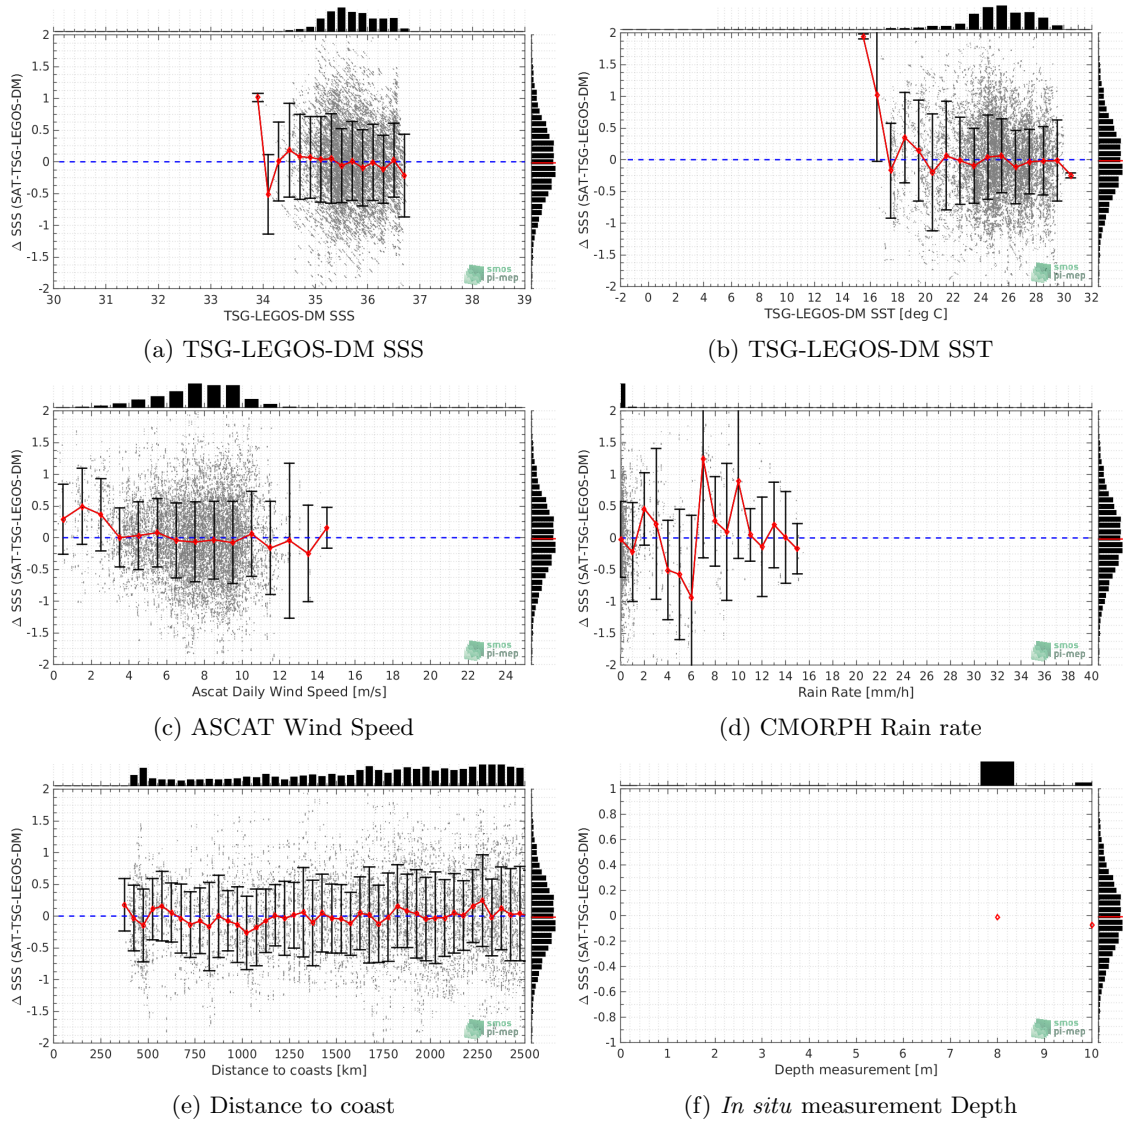 2
1.5
1
0.5
0
-0.5
-1
-1.5
-2
Δ SSS (SAT-TSG-LEGOS-DM)
30 31 32 33 34 35 36 37 38 39
TSG-LEGOS-DM SSS
smos
pi-mep
(a) TSG-LEGOS-DM SSS
2
1.5
1
0.5
0
-0.5
-1
-1.5
-2
Δ SSS (SAT-TSG-LEGOS-DM)
-2 0 2 4 6 8 10 12 14 16 18 20 22 24 26 28 30 32
TSG-LEGOS-DM SST [deg C]
smos
pi-mep
(b) TSG-LEGOS-DM SST
2
1.5
1
0.5
0
-0.5
-1
-1.5
-2
Δ SSS (SAT-TSG-LEGOS-DM)
0 2 4 6 8 10 12 14 16 18 20 22 24
Ascat Daily Wind Speed [m/s]
smos
pi-mep
(c) ASCAT Wind Speed
2
1.5
1
0.5
0
-0.5
-1
-1.5
-2
Δ SSS (SAT-TSG-LEGOS-DM)
0 2 4 6 8 10 12 14 16 18 20 22 24 26 28 30 32 34 36 38 40
Rain Rate [mm/h]
smos
pi-mep
(d) CMORPH Rain rate
2
1.5
1
0.5
0
-0.5
-1
-1.5
-2
Δ SSS (SAT-TSG-LEGOS-DM)
0 250 500 750 1000 1250 1500 1750 2000 2250 2500
Distance to coasts [km]
smos
pi-mep
(e) Distance to coast
1
0.8
0.6
0.4
0.2
0
-0.2
-0.4
-0.6
-0.8
-1
Δ SSS (SAT-TSG-LEGOS-DM)
0 1 2 3 4 5 6 7 8 9 10
Depth measurement [m]
smos
pi-mep
(f) In situ measurement Depth